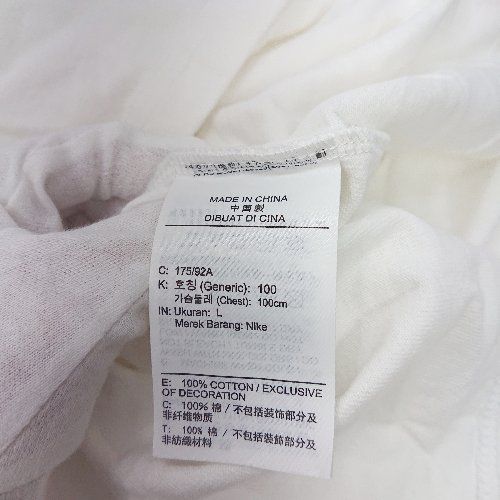 MADE IN CHINA
中國製
DIBUAT DI CINA
C: 175/92A
K: 호칭 (Generic): 100
가슴둘레 (Chest): 100cm
IN: Ukuran: L
Merek Barang: Nike
E: 100% COTTON / EXCLUSIVE
OF DECORATION
C: 100% 棉 / 不包括装饰部分及
非纤维物质
T: 100% 棉 / 不包括裝飾部分及
非紡織材料